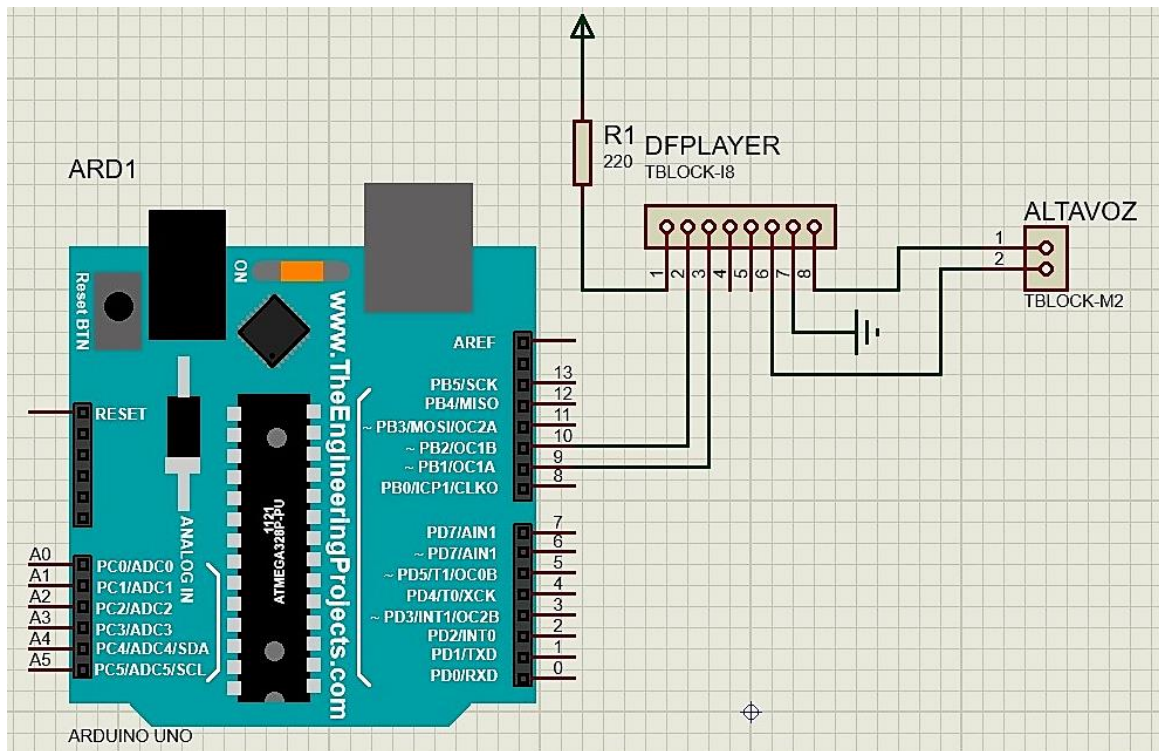 ARD1
R1
220
DFPLAYER
TBLOCK-I8
1
2
3
4
5
6
7
8
ALTAVOZ
1
2
TBLOCK-M2
Reset BTN
ON
www.TheEngineeringProjects.com
RESET
ANALOG IN
1121
ATMEGA328P-PU
AREF
PB5/SCK 13
PB4/MISO 12
~ PB3/MOSI/OC2A 11
~ PB2/OC1B 10
~ PB1/OC1A 9
PB0/ICP1/CLKO 8
PD7/AIN1 7
~ PD7/AIN1 6
~ PD5/T1/OC0B 5
PD4/T0/XCK 4
~ PD3/INT1/OC2B 3
PD2/INT0 2
PD1/TXD 1
PD0/RXD 0
A0 PC0/ADC0
A1 PC1/ADC1
A2 PC2/ADC2
A3 PC3/ADC3
A4 PC4/ADC4/SDA
A5 PC5/ADC5/SCL
ARDUINO UNO